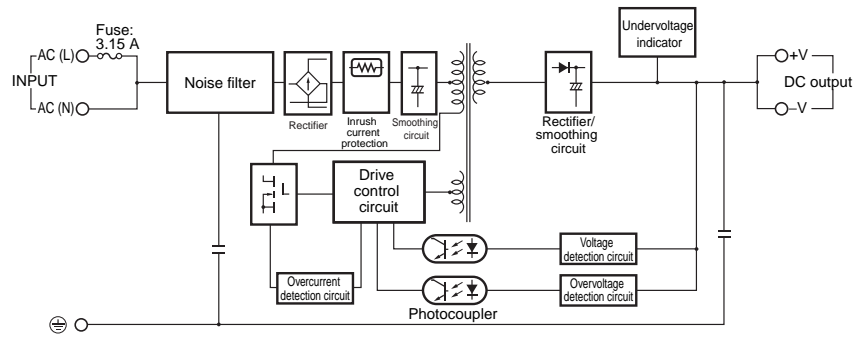 Fuse:
3.15 A
AC (L)
INPUT
AC (N)
Noise filter
Rectifier
Inrush
current
protection
Smoothing
circuit
Rectifier/
smoothing
circuit
Undervoltage
indicator
+V
DC output
–V
Drive
control
circuit
Overcurrent
detection circuit
Voltage
detection circuit
Overvoltage
detection circuit
Photocoupler